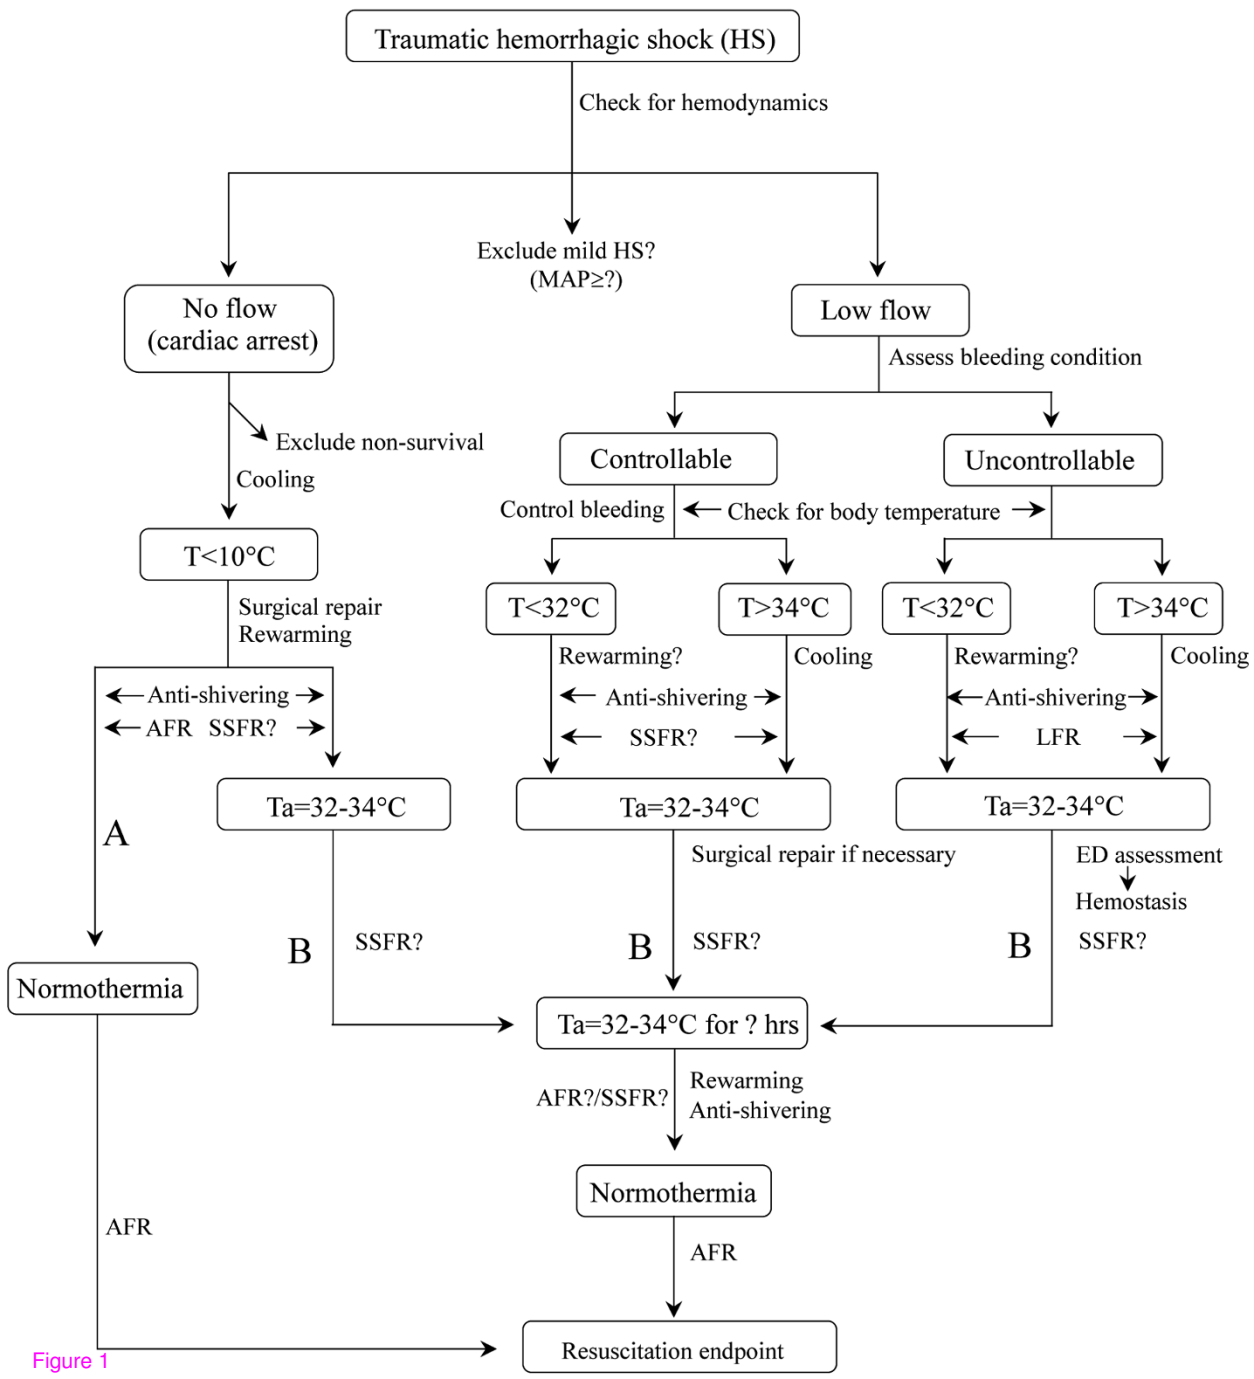 Traumatic hemorrhagic shock (HS)
Check for hemodynamics
Exclude mild HS?
(MAP≥?)
No flow
(cardiac arrest)
Low flow
Assess bleeding condition
Exclude non-survival
Cooling
Controllable
Uncontrollable
Control bleeding
Check for body temperature
T<10°C
T<32°C
T>34°C
T<32°C
T>34°C
Surgical repair
Rewarming
Rewarming?
Cooling
Rewarming?
Cooling
Anti-shivering
Anti-shivering
Anti-shivering
AFR SSFR?
SSFR?
LFR
Ta=32-34°C
Ta=32-34°C
Ta=32-34°C
A
Surgical repair if necessary
ED assessment
Hemostasis
B
SSFR?
B
SSFR?
B
SSFR?
Normothermia
Ta=32-34°C for ? hrs
AFR?/SSFR?
Rewarming
Anti-shivering
Normothermia
AFR
AFR
Resuscitation endpoint
Figure 1